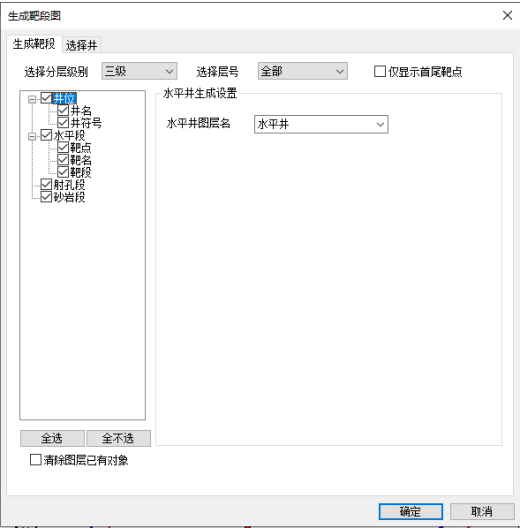 生成靶段图
生成靶段 选择井
选择分层级别 三级 选择层号 全部 仅显示首尾靶点
井位
井名
井符号
水平段
靶点
靶名
靶段
射孔段
砂岩段
水平井生成设置
水平井图层名 水平井
全选 全不选
清除图层已有对象
确定 取消